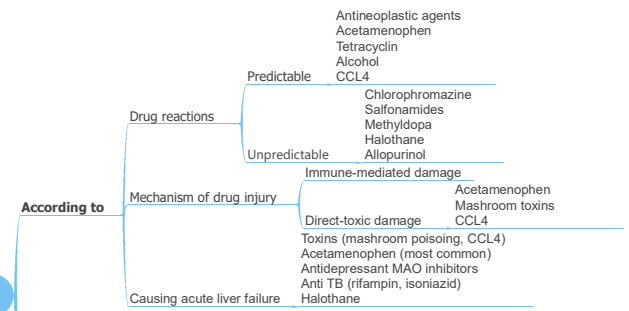 Antineoplastic agents
Acetamenophen
Tetracyclin
Alcohol
Predictable CCL4
Chlorophromazine
Drug reactions Salfonamides
Methyldopa
Halothane
Unpredictable Allopurinol
Immune-mediated damage
Acetamenophen
Mechanism of drug injury
Mashroom toxins
According to
Direct-toxic damage CCL4
Toxins (mashroom poisoing, CCL4)
Acetamenophen (most common)
Antidepressant MAO inhibitors
Anti TB (rifampin, isoniazid)
Causing acute liver failure Halothane